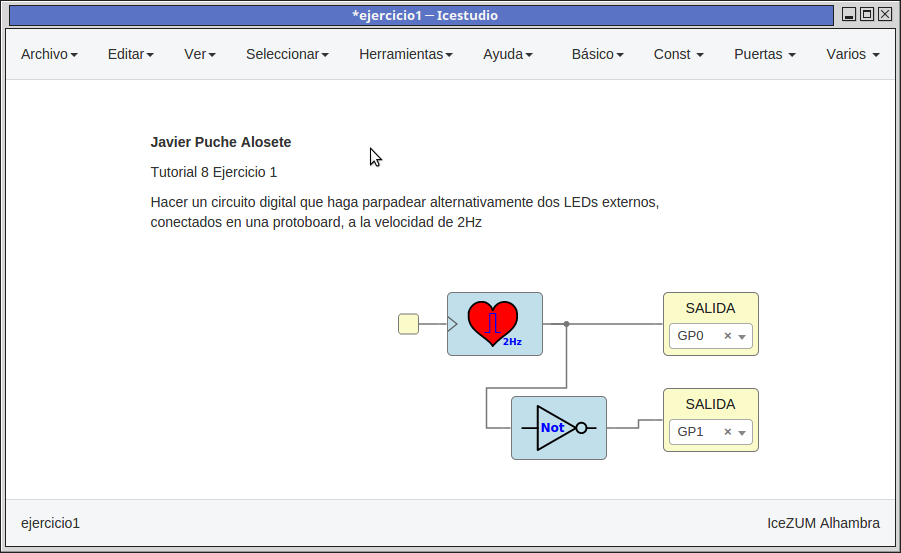 *ejercicio1 — Icestudio
Archivo Editar Ver Seleccionar Herramientas Ayuda Básico Const Puertas Varios
Javier Puche Alosete
Tutorial 8 Ejercicio 1
Hacer un circuito digital que haga parpadear alternativamente dos LEDs externos,
conectados en una protoboard, a la velocidad de 2Hz
2Hz
SALIDA
GP0
Not
SALIDA
GP1
ejercicio1 IceZUM Alhambra